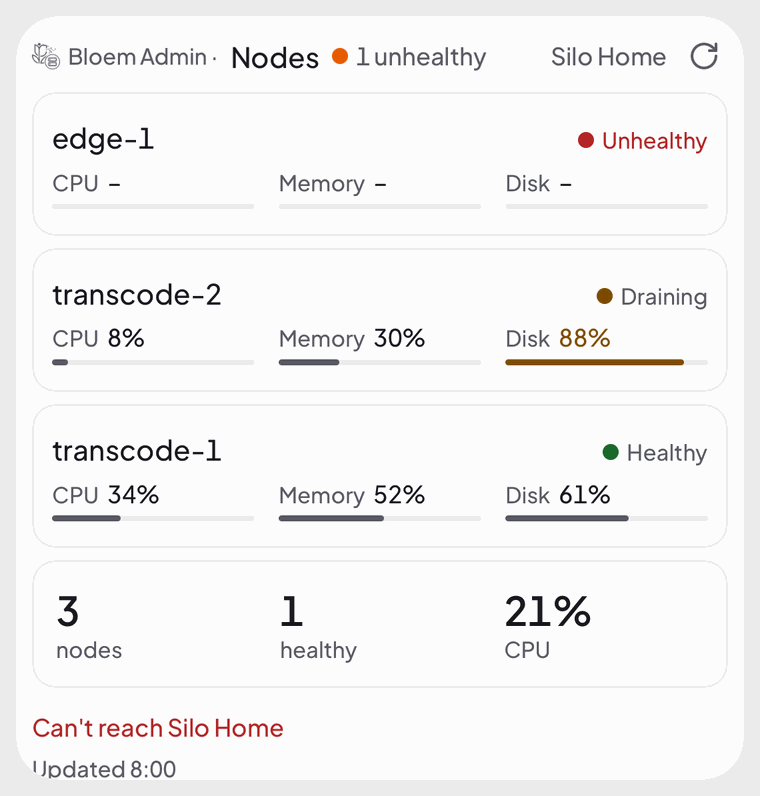 Bloem Admin · Nodes 1 unhealthy Silo Home
edge-1 Unhealthy
CPU – Memory – Disk –
transcode-2 Draining
CPU 8% Memory 30% Disk 88%
transcode-1 Healthy
CPU 34% Memory 52% Disk 61%
3 1 21%
nodes healthy CPU
Can't reach Silo Home
Updated 8:00